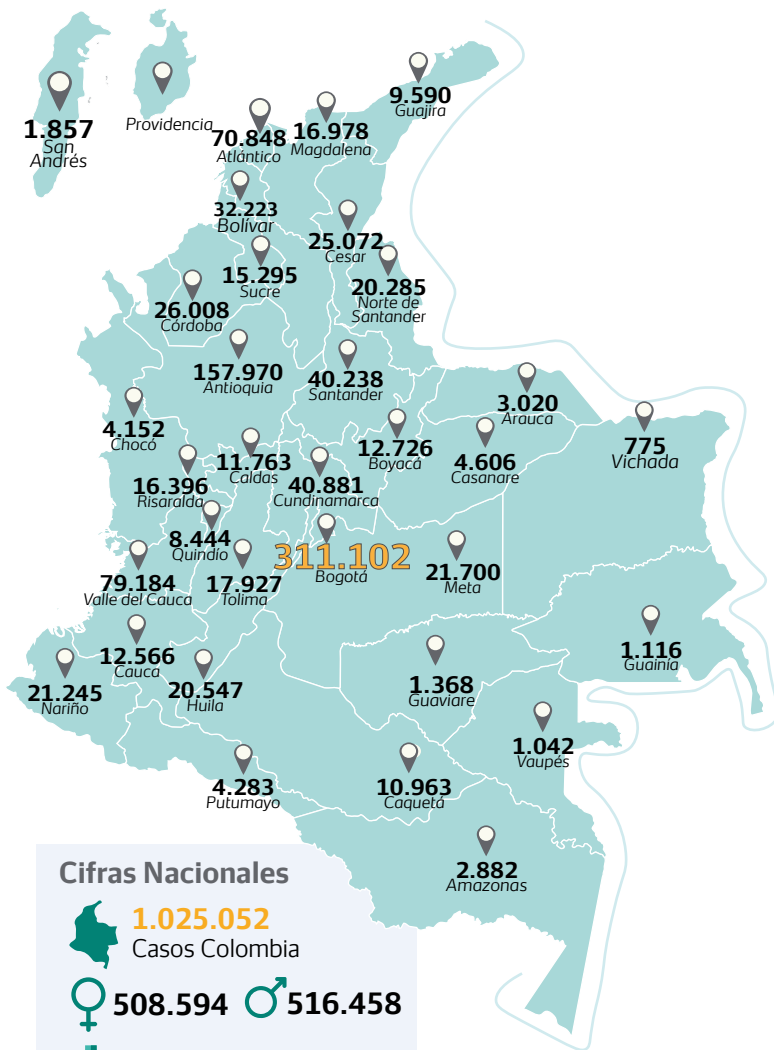 1.857
San
Andrés
Providencia
70.848
Atlántico
16.978
Magdalena
9.590
Guajira
32.223
Bolívar
25.072
Cesar
15.295
Sucre
20.285
Norte de
Santander
26.008
Córdoba
157.970
Antioquia
40.238
Santander
3.020
Arauca
4.152
Chocó
12.726
Boyacá
4.606
Casanare
775
Vichada
16.396
Risaralda
11.763
Caldas
40.881
Cundinamarca
8.444
Quindío
311.102
Bogotá
79.184
Valle del Cauca
17.927
Tolima
21.700
Meta
12.566
Cauca
1.116
Guainía
21.245
Nariño
20.547
Huila
1.368
Guaviare
1.042
Vaupés
4.283
Putumayo
10.963
Caquetá
2.882
Amazonas
Cifras Nacionales
1.025.052
Casos Colombia
508.594 516.458